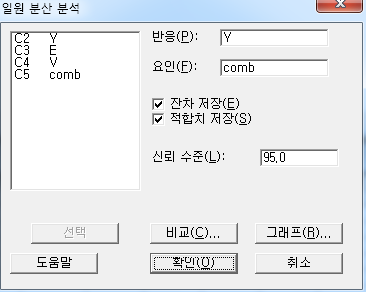 일원 분산 분석
C2 Y
C3 E
C4 V
C5 comb
반응(P): Y
요인(F): comb
잔차 저장(E)
적합치 저장(S)
신뢰 수준(L): 95.0
선택 비교(C)... 그래프(R)...
도움말 확인(O) 취소